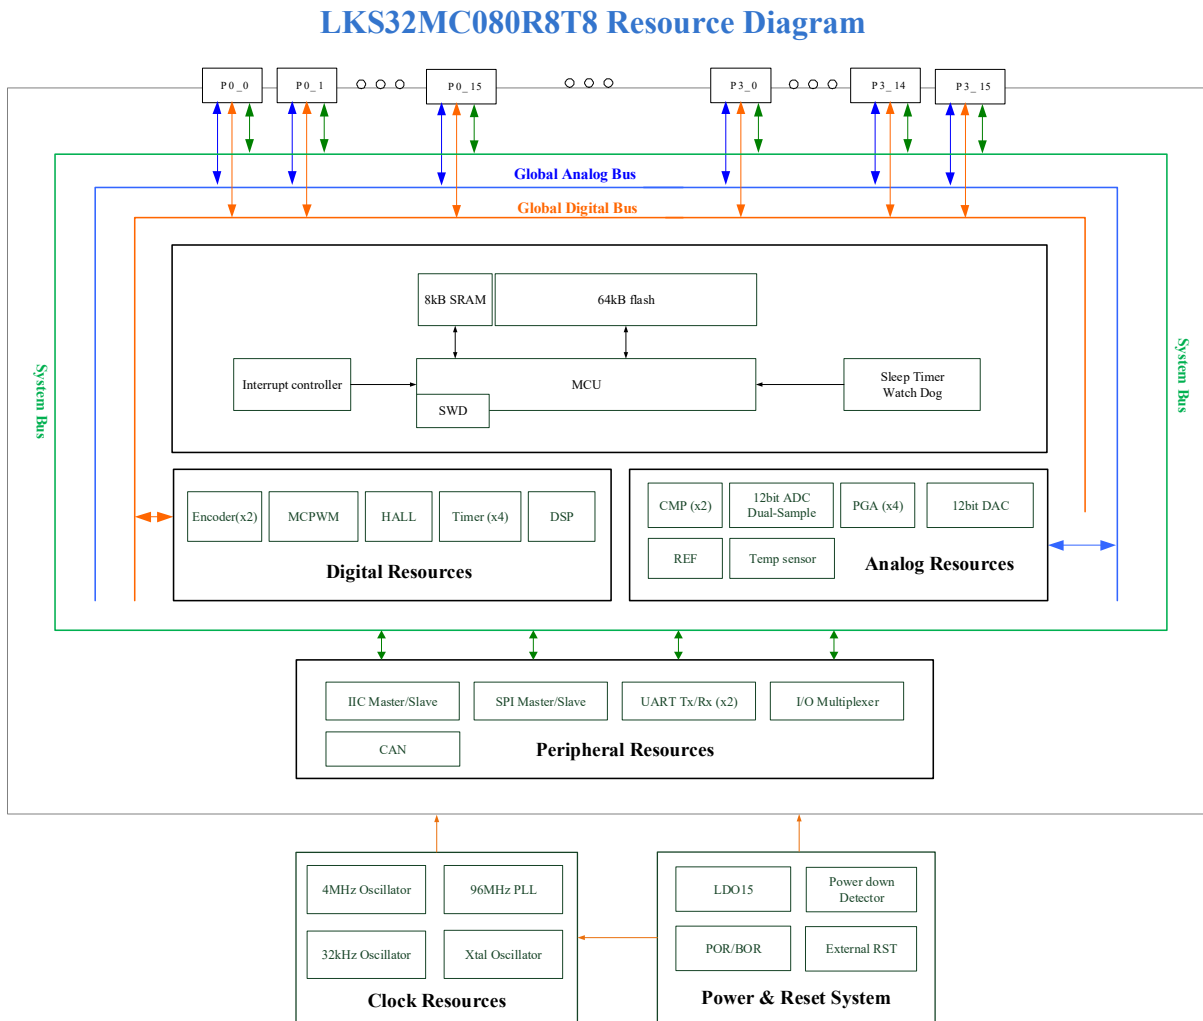 LKS32MC080R8T8 Resource Diagram
P0_0
P0_1
P0_15
P3_0
P3_14
P3_15
Global Analog Bus
Global Digital Bus
System Bus
System Bus
8kB SRAM
64kB flash
Interrupt controller
MCU
SWD
Sleep Timer
Watch Dog
Encoder(x2)
MCPWM
HALL
Timer (x4)
DSP
Digital Resources
CMP (x2)
12bit ADC
Dual-Sample
PGA (x4)
12bit DAC
REF
Temp sensor
Analog Resources
IIC Master/Slave
SPI Master/Slave
UART Tx/Rx (x2)
I/O Multiplexer
CAN
Peripheral Resources
4MHz Oscillator
96MHz PLL
32kHz Oscillator
Xtal Oscillator
Clock Resources
LDO15
Power down
Detector
POR/BOR
External RST
Power & Reset System